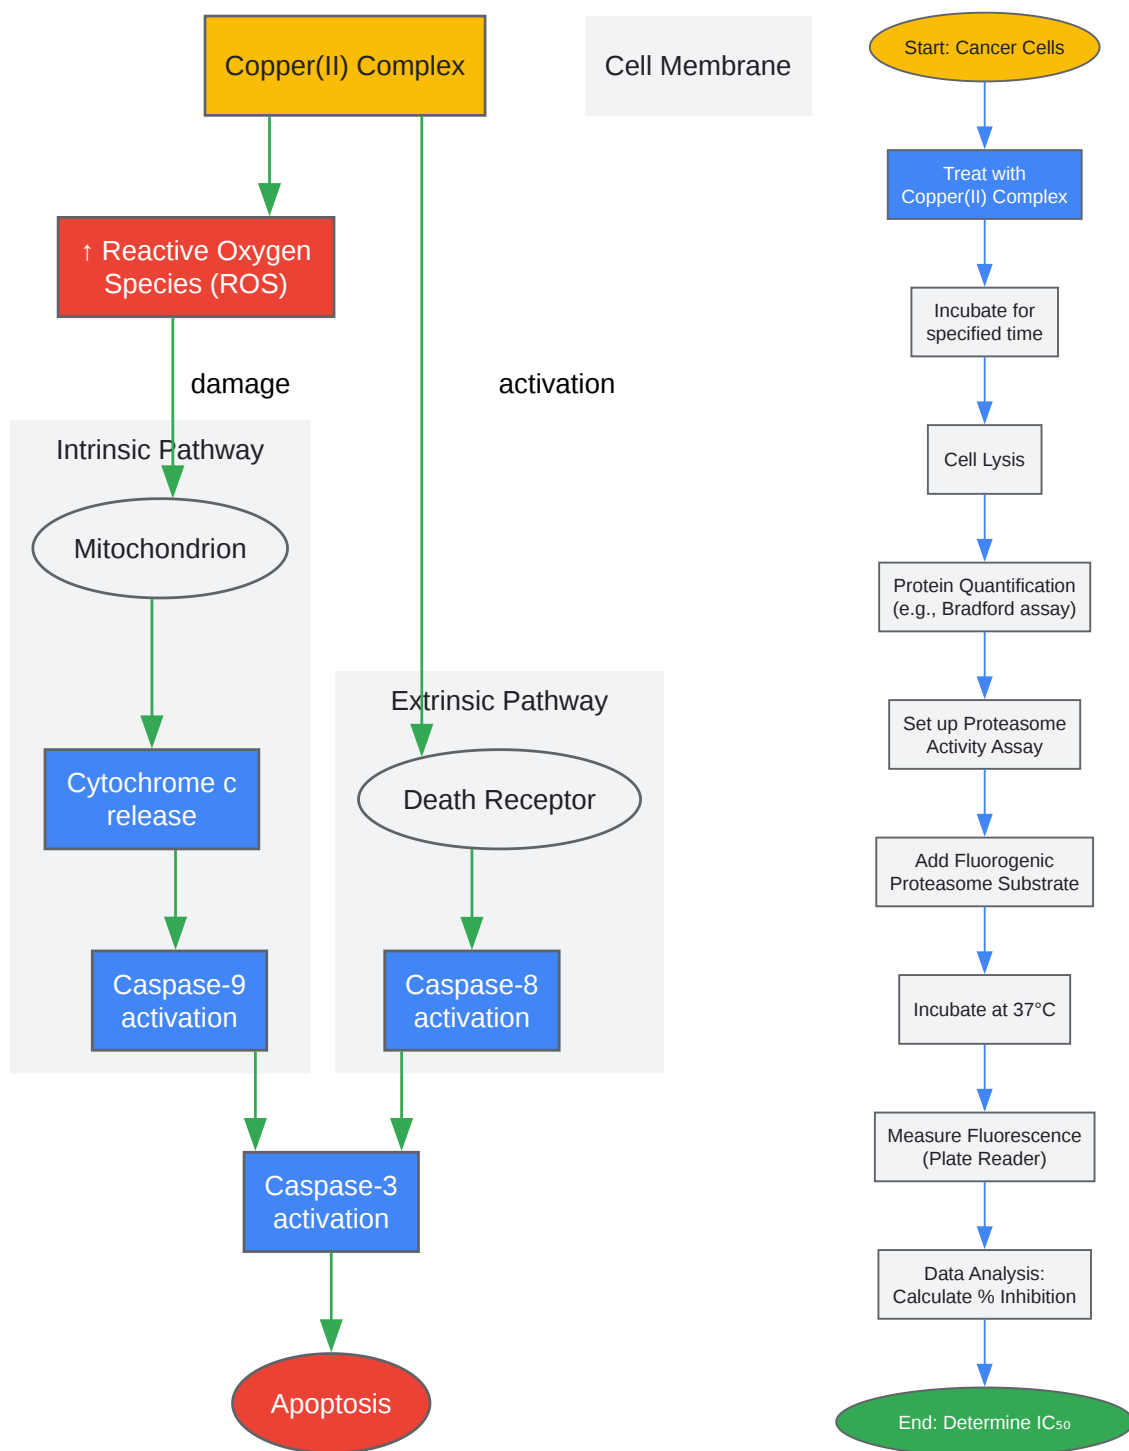 Copper(II) Complex
Cell Membrane
↑ Reactive Oxygen
Species (ROS)
damage
activation
Intrinsic Pathway
Mitochondrion
Extrinsic Pathway
Cytochrome c
release
Death Receptor
Caspase-9
activation
Caspase-8
activation
Caspase-3
activation
Apoptosis
Start: Cancer Cells
Treat with
Copper(II) Complex
Incubate for
specified time
Cell Lysis
Protein Quantification
(e.g., Bradford assay)
Set up Proteasome
Activity Assay
Add Fluorogenic
Proteasome Substrate
Incubate at 37°C
Measure Fluorescence
(Plate Reader)
Data Analysis:
Calculate % Inhibition
End: Determine IC₅₀